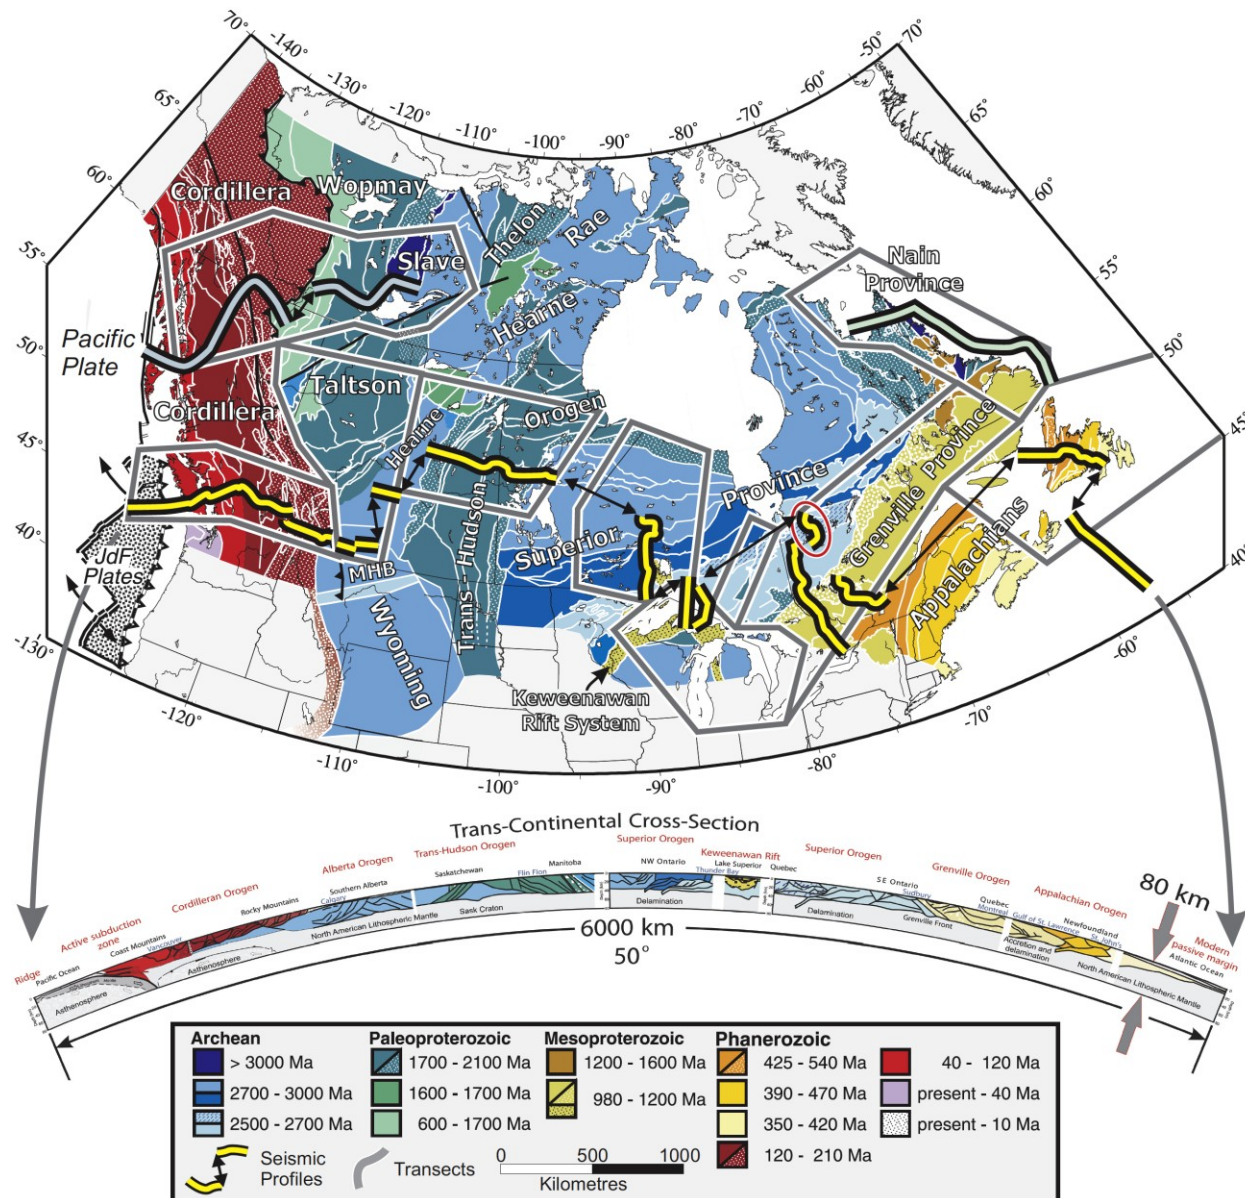 70°
-140°
-130°
-120°
-110°
-100°
-90°
-80°
-70°
-60°
-50°
70°
65°
60°
55°
50°
45°
40°
-130°
65°
60°
55°
50°
45°
40°
-120°
-110°
-100°
-90°
-80°
-70°
-60°
Cordillera
Wopmay
Thelon
Rae
Slave
Hearne
Nain
Province
Pacific
Plate
Taltson
Cordillera
Hearne
Orogen
Trans - Hudson
Province
Superior
Grenville Province
Appalachians
JdF
Plates
MHB
Wyoming
Keweenawan
Rift System
Trans-Continental Cross-Section
Ridge
Pacific Ocean
Active subduction
zone
Coast Mountains
Vancouver
Cordilleran Orogen
Rocky Mountains
Alberta Orogen
Southern Alberta
Calgary
Trans-Hudson Orogen
Saskatchewan
Flin Flon
Manitoba
Superior Orogen
NW Ontario
Thunder Bay
Keweenawan Rift
Lake Superior
Quebec
Superior Orogen
SE Ontario
Sudbury
Grenville Orogen
Quebec
Montreal
Gulf of St. Lawrence
Appalachian Orogen
Newfoundland
St. John's
80 km
Modern
passive margin
Atlantic Ocean
Asthenosphere
Asthenosphere
North American Lithospheric Mantle
Sask Craton
Delamination
Delamination
Grenville Front
Accretion and
delamination
North American Lithospheric Mantle
6000 km
50°
Archean
> 3000 Ma
2700 - 3000 Ma
2500 - 2700 Ma
Paleoproterozoic
1700 - 2100 Ma
1600 - 1700 Ma
600 - 1700 Ma
Mesoproterozoic
1200 - 1600 Ma
980 - 1200 Ma
Phanerozoic
425 - 540 Ma
390 - 470 Ma
350 - 420 Ma
120 - 210 Ma
40 - 120 Ma
present - 40 Ma
present - 10 Ma
Seismic
Profiles
Transects
0 500 1000
Kilometres